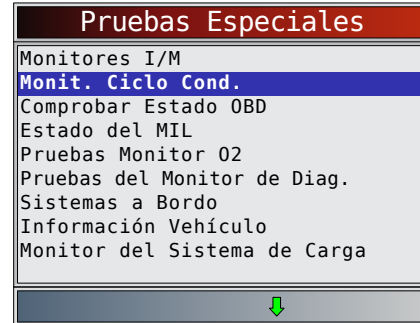 Pruebas Especiales
Monitores I/M
Monit. Ciclo Cond.
Comprobar Estado OBD
Estado del MIL
Pruebas Monitor O2
Pruebas del Monitor de Diag.
Sistemas a Bordo
Información Vehículo
Monitor del Sistema de Carga